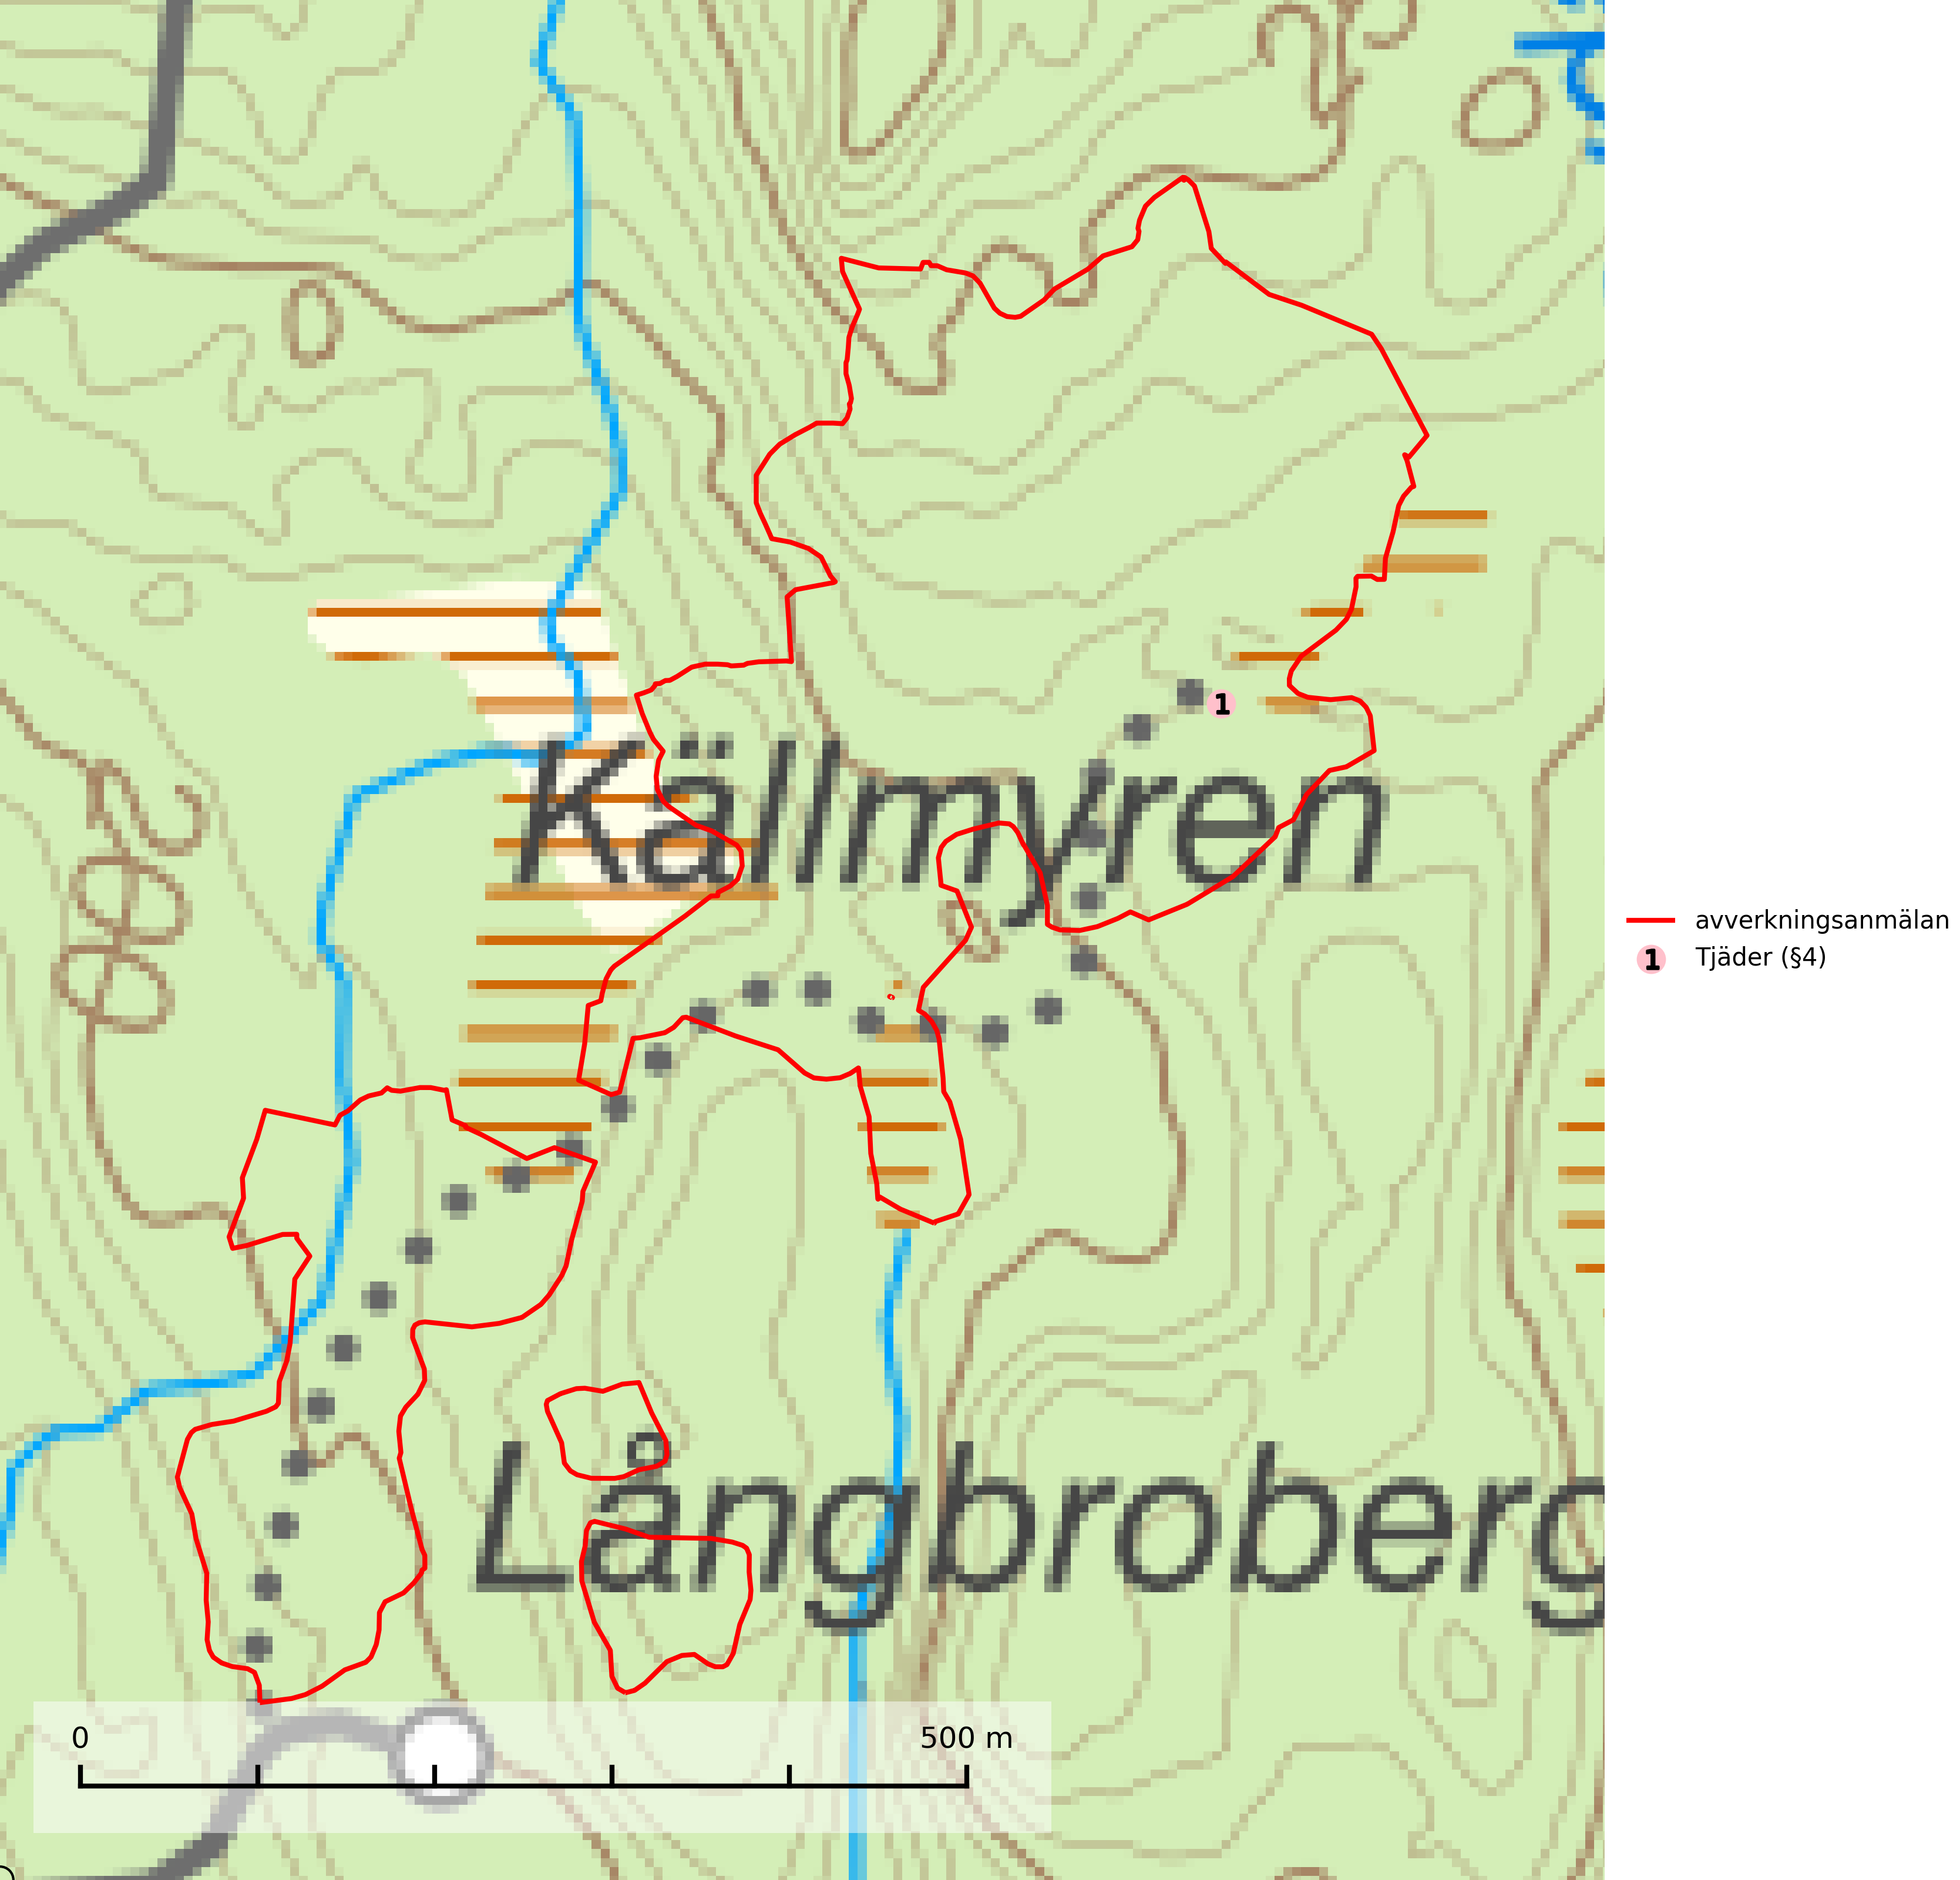 1
Källmyren
avverkningsanmälan
1 Tjäder (§4)
Långbroberg
0 500 m